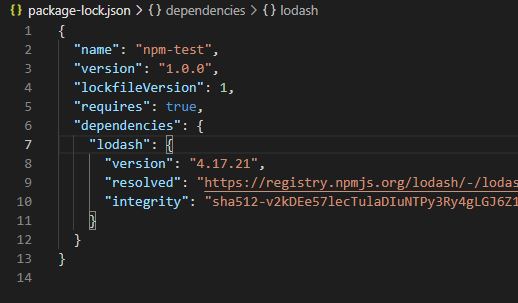 {} package-lock.json > {} dependencies > {} lodash
1 {
2 "name": "npm-test",
3 "version": "1.0.0",
4 "lockfileVersion": 1,
5 "requires": true,
6 "dependencies": {
7 "lodash": {
8 "version": "4.17.21",
9 "resolved": "https://registry.npmjs.org/lodash/-/lodas
10 "integrity": "sha512-v2kDEe57lecTulaDIuNTPy3Ry4gLGJ6Z1
11 }
12 }
13 }
14